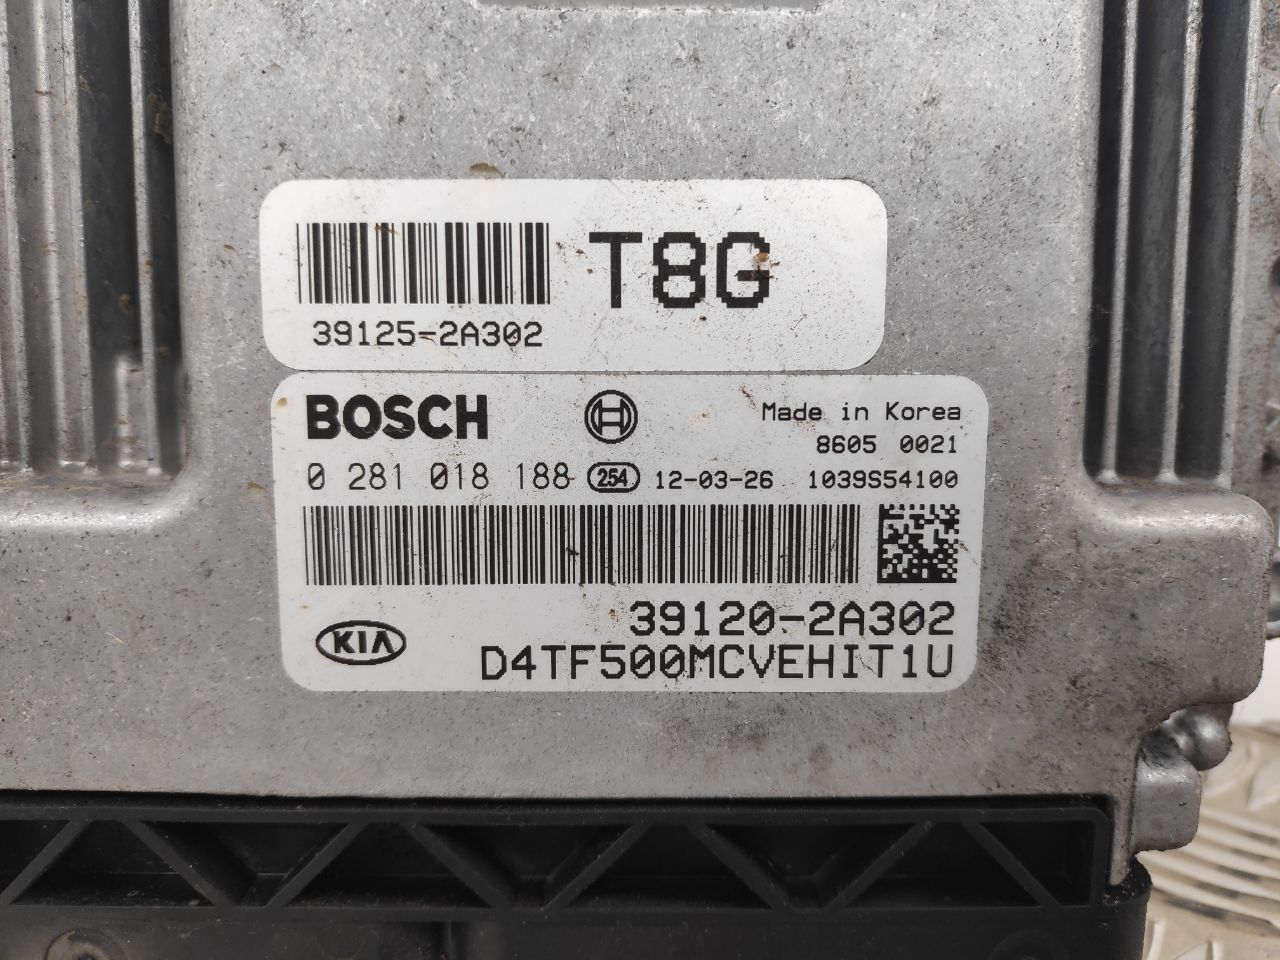 T8G
39125-2A302
BOSCH
Made in Korea
8605 0021
0 281 018 188 254 12-03-26 1039S54100
39120-2A302
KIA
D4TF500MCVEHIT1U